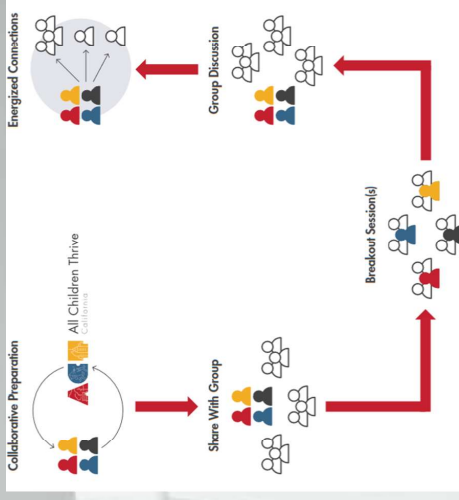 Collaborative Preparation
All Children Thrive
California
Share With Group
Breakout Session(s)
Group Discussion
Energized Connections